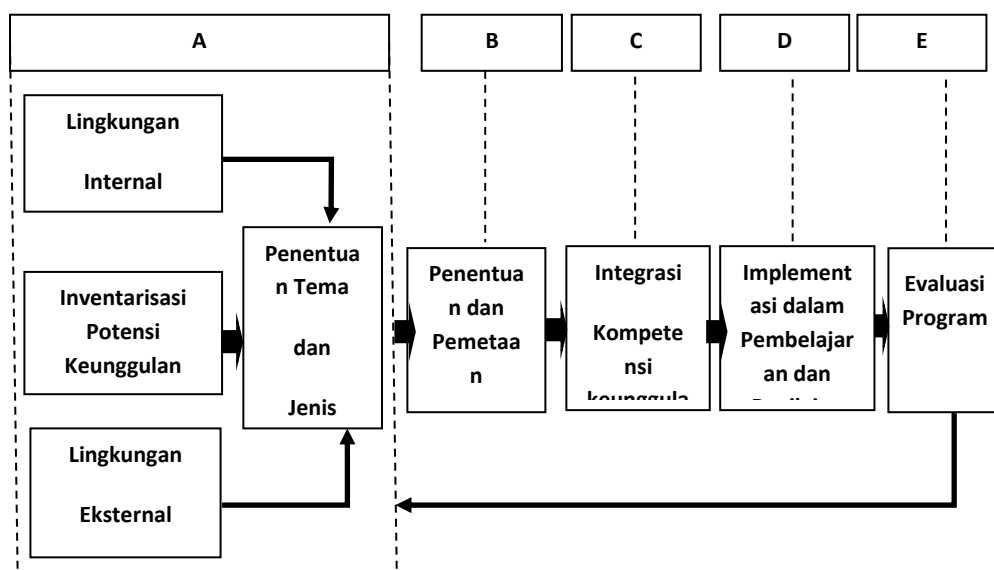 A
B
C
D
E
Lingkungan
Internal
Inventarisasi
Potensi
Keunggulan
Lingkungan
Eksternal
Penentua
n Tema
dan
Jenis
Penentua
n dan
Pemetaa
n
Integrasi
Kompete
nsi
keunggula
Implement
asi dalam
Pembelajar
an dan
Evaluasi
Program